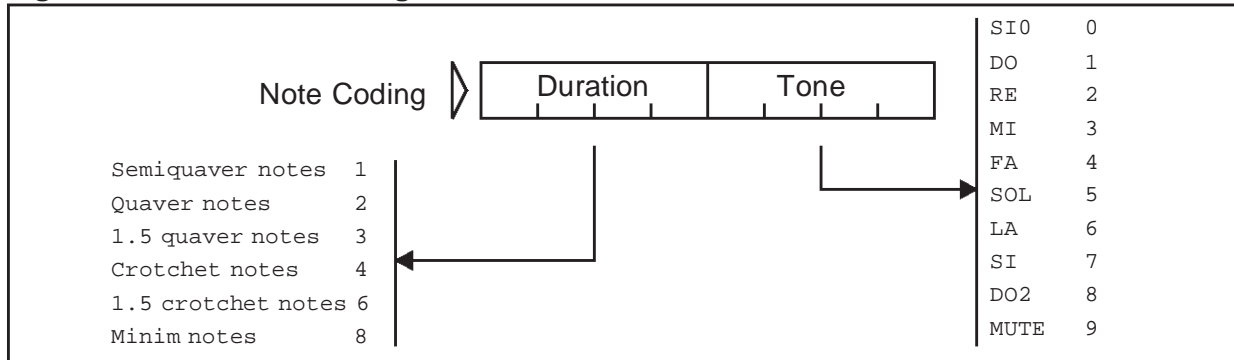 Note Coding
Duration
Tone
Semiquaver notes 1
Quaver notes 2
1.5 quaver notes 3
Crotchet notes 4
1.5 crotchet notes 6
Minim notes 8
SI0 0
DO 1
RE 2
MI 3
FA 4
SOL 5
LA 6
SI 7
DO2 8
MUTE 9